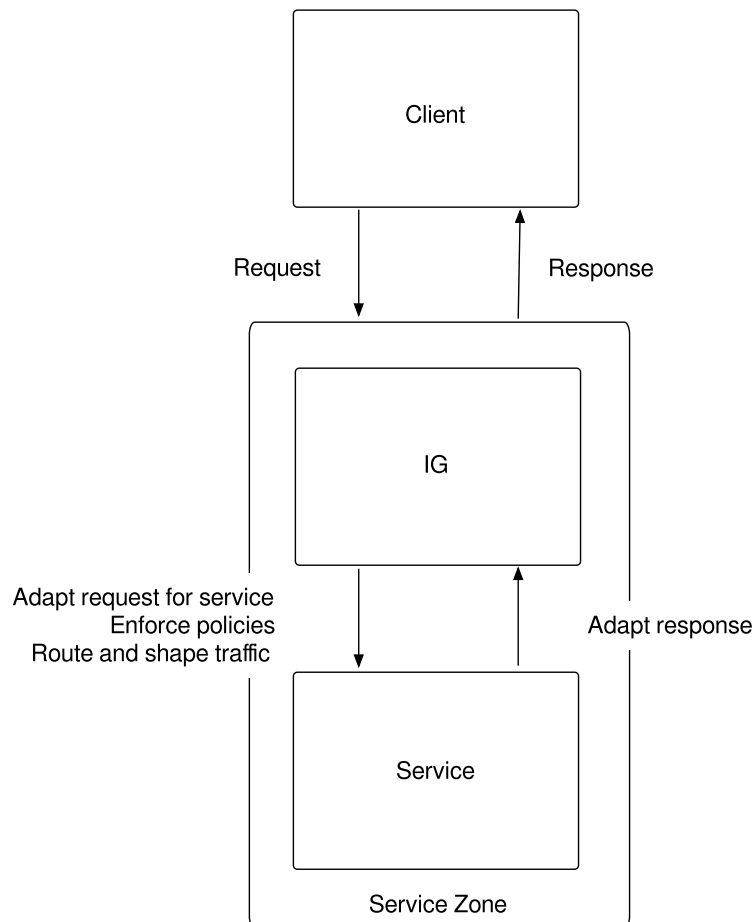 Client
Request
Response
IG
Adapt request for service
Enforce policies
Route and shape traffic
Adapt response
Service
Service Zone